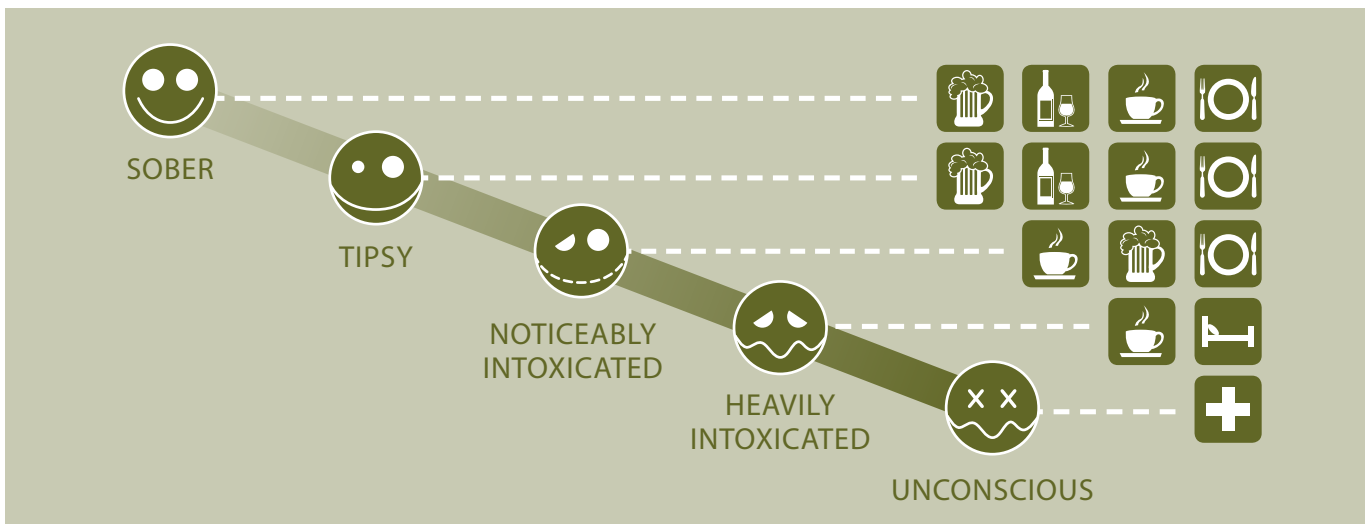 SOBER
TIPSY
NOTICEABLY
INTOXICATED
HEAVILY
INTOXICATED
UNCONSCIOUS